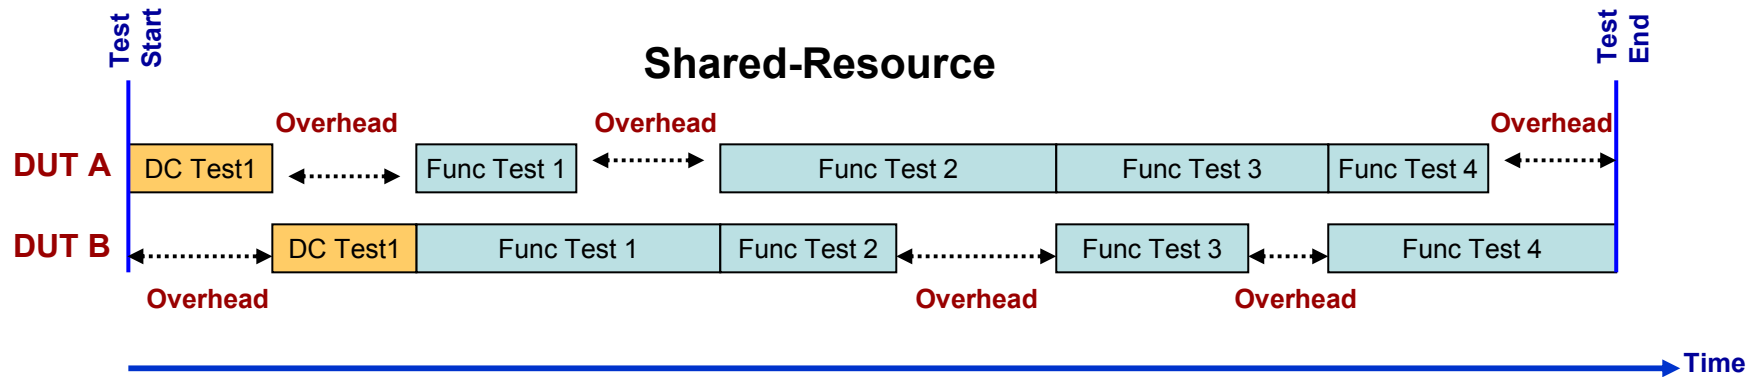 Test
Start
Shared-Resource
Test
End
Overhead
Overhead
Overhead
DUT A
DC Test1
Func Test 1
Func Test 2
Func Test 3
Func Test 4
DUT B
DC Test1
Func Test 1
Func Test 2
Func Test 3
Func Test 4
Overhead
Overhead
Overhead
Time